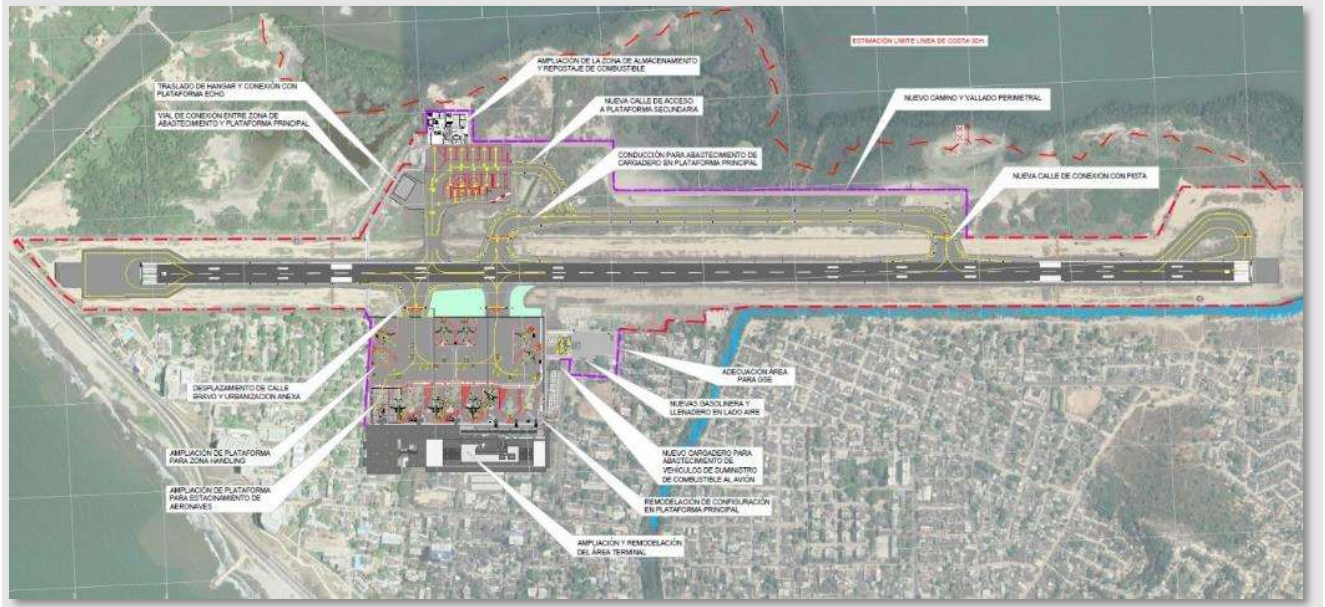 ESTIMACIÓN LÍMITE LÍNEA DE COSTA
AMPLIACIÓN DE LA ZONA DE ALMACENAMIENTO
Y REPOSTAJE DE COMBUSTIBLE
TRASLADO DE HANGAR Y CONEXIÓN CON
PLATAFORMA ECHO
NUEVA CALLE DE ACCESO
A PLATAFORMA SECUNDARIA
NUEVO CAMINO Y VALLADO PERIMETRAL
VIAL DE CONEXIÓN ENTRE ZONA DE
ABASTECIMIENTO Y PLATAFORMA PRINCIPAL
CONDUCCIÓN PARA ABASTECIMIENTO DE
CARGADERO EN PLATAFORMA PRINCIPAL
NUEVA CALLE DE CONEXIÓN CON PISTA
DESPLAZAMIENTO DE CALLE
BRAVO Y URBANIZACIÓN ANEXA
ADECUACIÓN ÁREA
PARA GSE
NUEVAS GASOLINERA Y
LLENADERO EN LADO AIRE
AMPLIACIÓN DE PLATAFORMA
PARA ZONA HANDLING
NUEVO CARGADERO PARA
ABASTECIMIENTO DE
VEHÍCULOS DE SUMINISTRO
DE COMBUSTIBLE AL AVIÓN
AMPLIACIÓN DE PLATAFORMA
PARA ESTACINAMIENTO DE
AERONAVES
REMODELACIÓN DE CONFIGURACIÓN
EN PLATAFORMA PRINCIPAL
AMPLIACIÓN Y REMODELACIÓN
DEL ÁREA TERMINAL